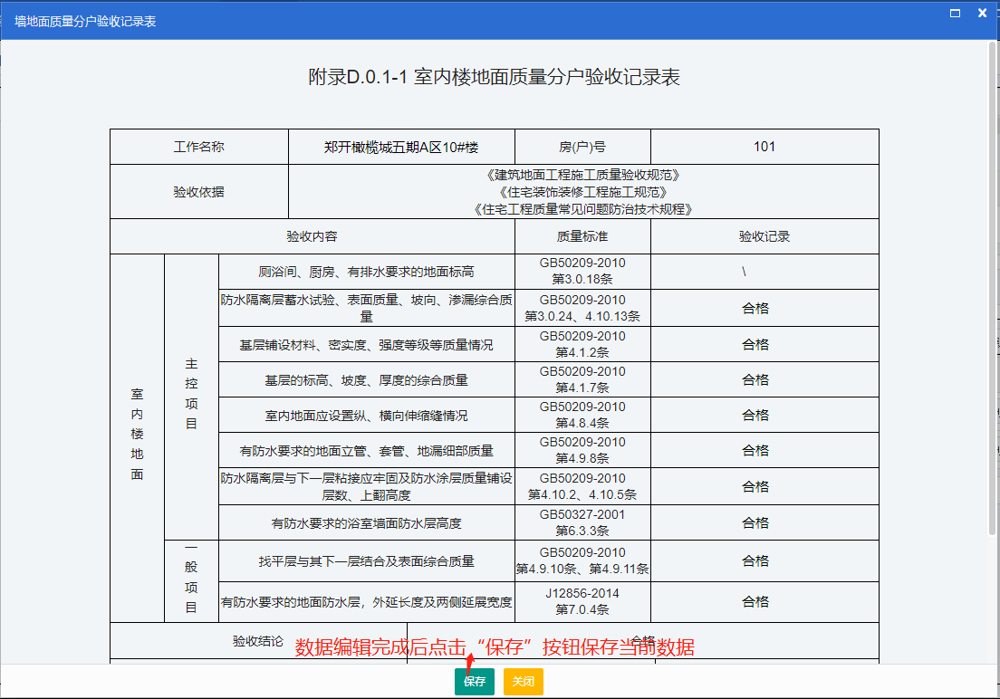 墙地面质量分户验收记录表
附录D.0.1-1 室内楼地面质量分户验收记录表
工作名称 郑开橄榄城五期A区10#楼 房(户)号 101
验收依据
《建筑地面工程施工质量验收规范》
《住宅装饰装修工程施工规范》
《住宅工程质量常见问题防治技术规程》
验收内容 质量标准 验收记录
室内楼地面
主控项目
厕浴间、厨房、有排水要求的地面标高
GB50209-2010
第3.0.18条
\
防水隔离层蓄水试验、表面质量、坡向、渗漏综合质
量
GB50209-2010
第3.0.24、4.10.13条
合格
基层铺设材料、密实度、强度等级等质量情况
GB50209-2010
第4.1.2条
合格
基层的标高、坡度、厚度的综合质量
GB50209-2010
第4.1.7条
合格
室内地面应设置纵、横向伸缩缝情况
GB50209-2010
第4.8.4条
合格
有防水要求的地面立管、套管、地漏细部质量
GB50209-2010
第4.9.8条
合格
防水隔离层与下一层粘接应牢固及防水涂层质量铺设
层数、上翻高度
GB50209-2010
第4.10.2、4.10.5条
合格
有防水要求的浴室墙面防水层高度
GB50327-2001
第6.3.3条
合格
一般项目
找平层与其下一层结合及表面综合质量
GB50209-2010
第4.9.10条、第4.9.11条
合格
有防水要求的地面防水层，外延长度及两侧延展宽度
J12856-2014
第7.0.4条
合格
验收结论 合格
数据编辑完成后点击“保存”按钮保存当前数据
保存 关闭